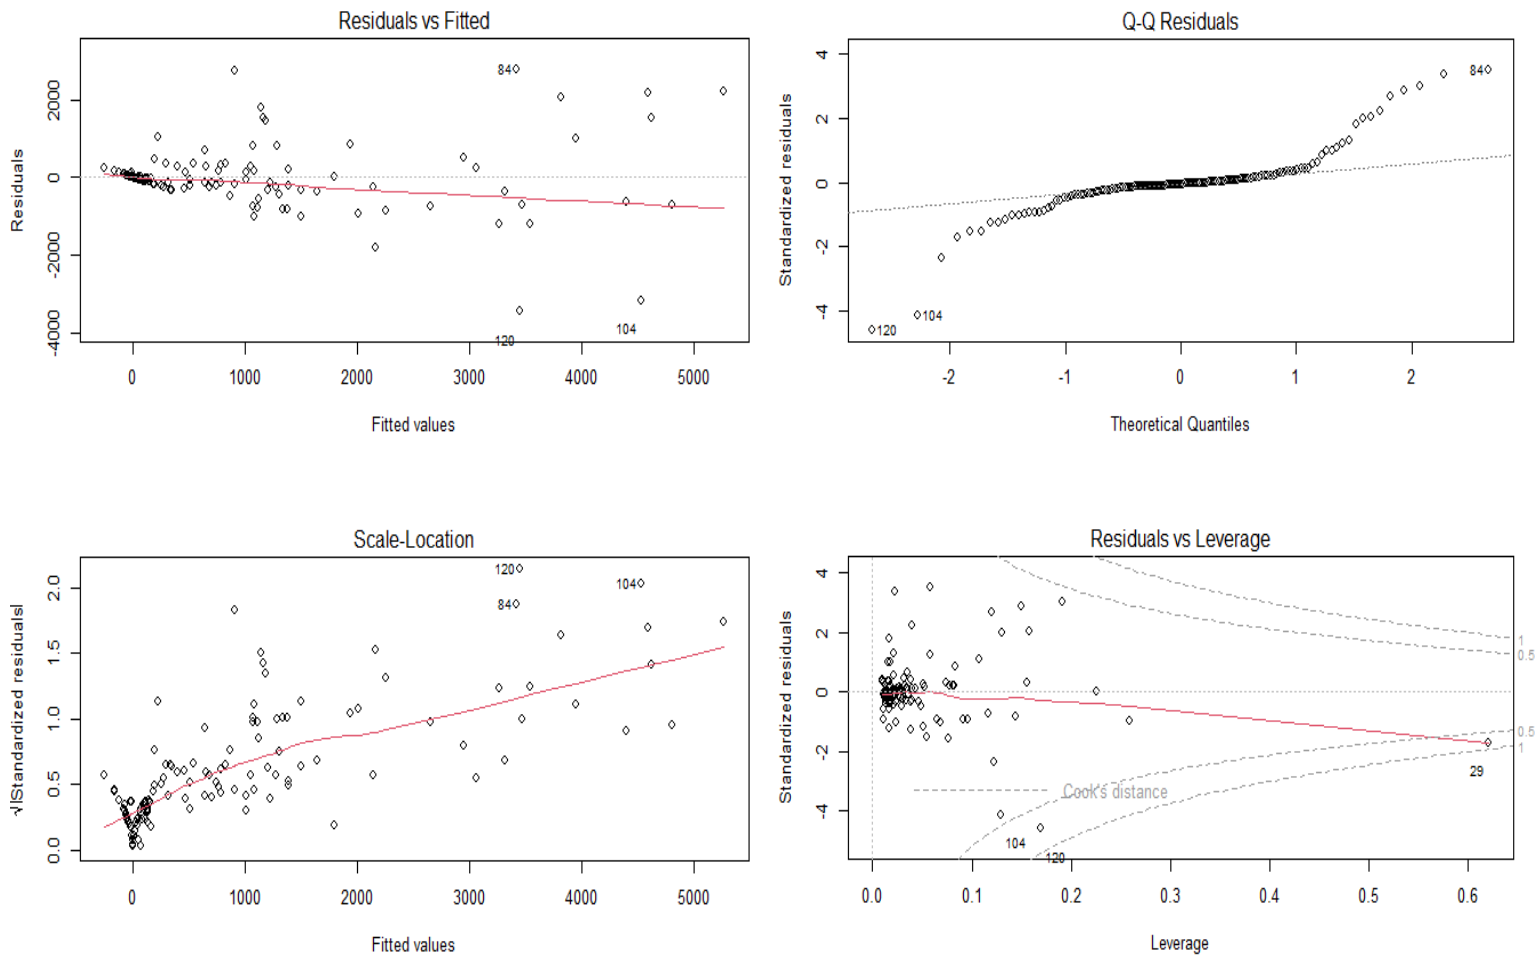 Residuals vs Fitted
Residuals
2000
0
-2000
-4000
84
120
104
0 1000 2000 3000 4000 5000
Fitted values
Q-Q Residuals
Standardized residuals
4
2
0
-2
-4
84
104
120
-2 -1 0 1 2
Theoretical Quantiles
Scale-Location
√|Standardized residuals|
2.0
1.5
1.0
0.5
0.0
120
104
84
0 1000 2000 3000 4000 5000
Fitted values
Residuals vs Leverage
Standardized residuals
4
2
0
-2
-4
1
0.5
0.5
1
29
Cook's distance
104
120
0.0 0.1 0.2 0.3 0.4 0.5 0.6
Leverage